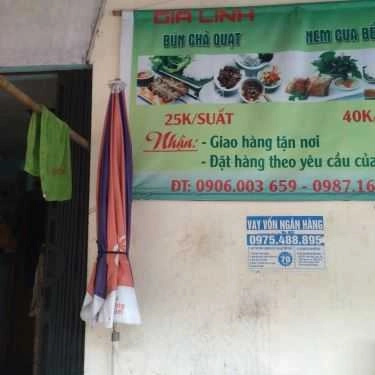 GIA LINH
BÚN CHẢ QUẠT
NEM CUA BỂ
25K/SUẤT
40K
Nhận:
- Giao hàng tận nơi
- Đặt hàng theo yêu cầu của
ĐT: 0906.003 659 - 0987.16
VAY VỐN NGÂN HÀNG
0975.488.895
70